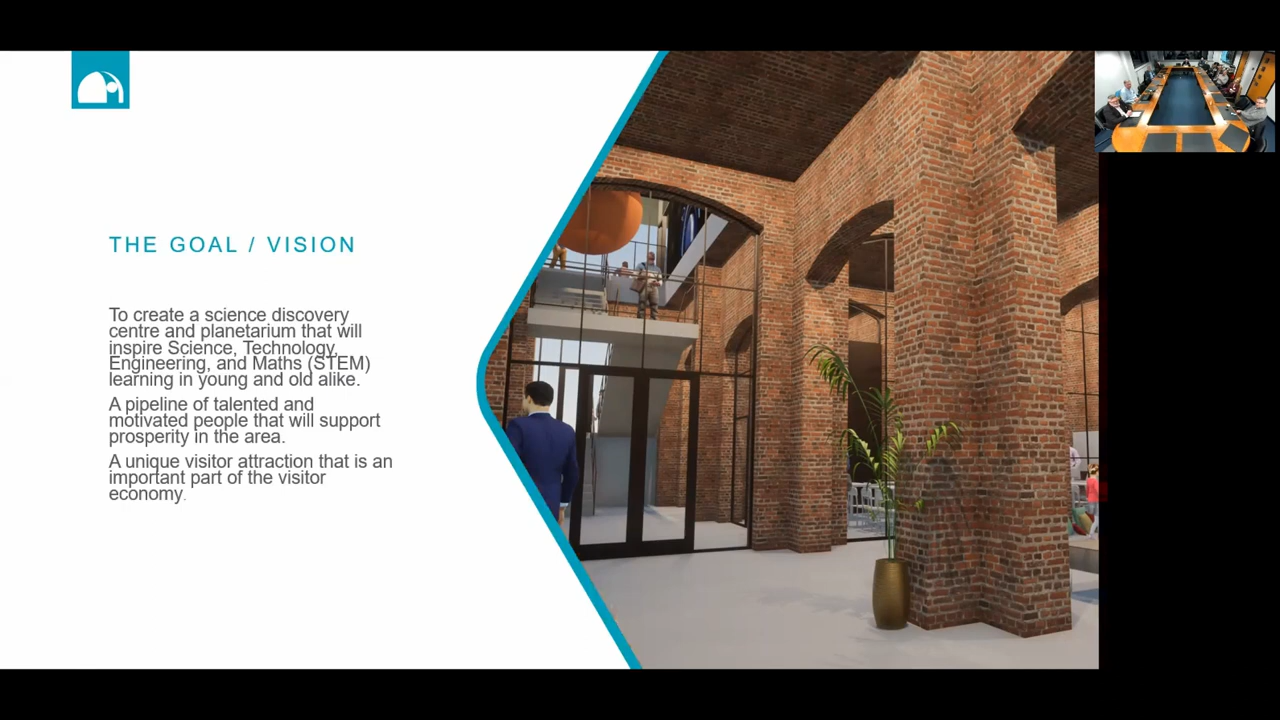 THE GOAL / VISION
To create a science discovery
centre and planetarium that will
inspire Science, Technology,
Engineering, and Maths (STEM)
learning in young and old alike.
A pipeline of talented and
motivated people that will support
prosperity in the area.
A unique visitor attraction that is an
important part of the visitor
economy.